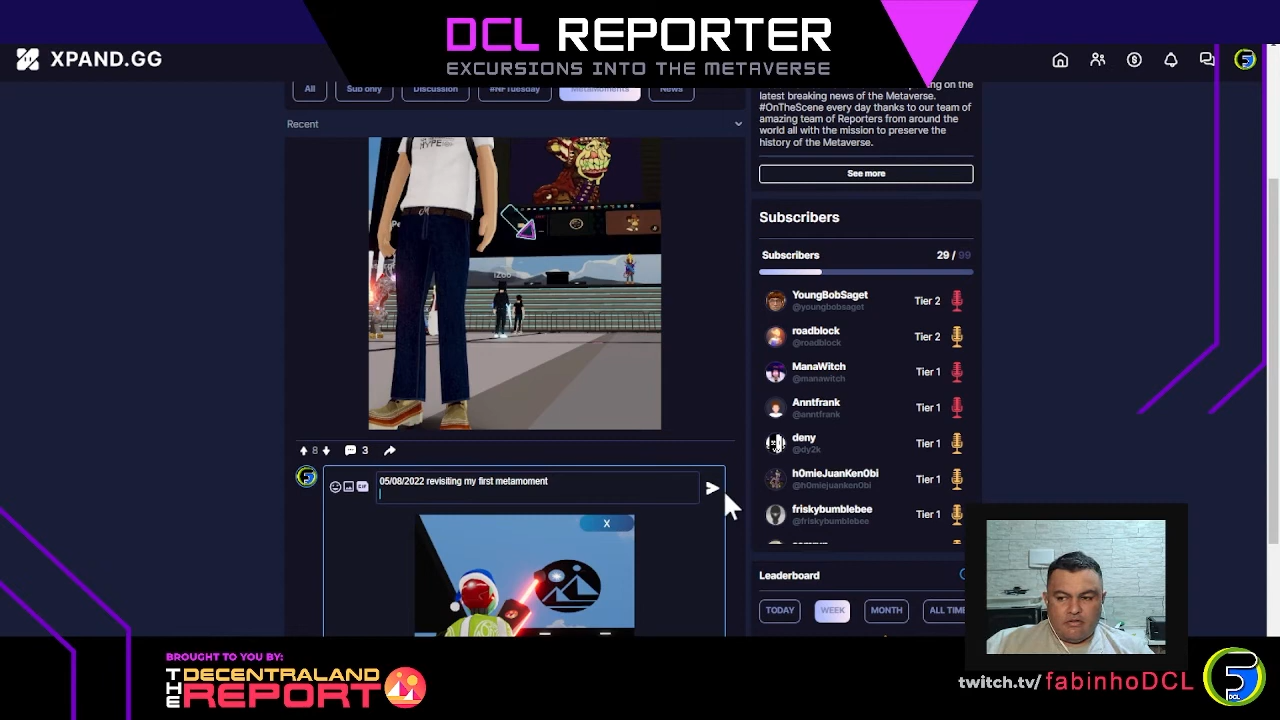 DCL REPORTER
EXCURSIONS INTO THE METAVERSE
XPAND.GG
All
Sub only
Discussion
#NFTuesday
MetaMoments
News
Recent
HYPE
8
3
GIF
05/08/2022 revisiting my first metamoment
X
latest breaking news of the Metaverse.
#OnTheScene every day thanks to our team of
amazing team of Reporters from around the
world all with the mission to preserve the
history of the Metaverse.
See more
Subscribers
Subscribers
29 / 99
YoungBobSaget
@youngbobsaget
Tier 2
roadblock
@roadblock
Tier 2
ManaWitch
@manawitch
Tier 1
Anntfrank
@anntfrank
Tier 1
deny
@dy2k
Tier 1
h0mieJuanKen0bi
@h0miejuanken0bi
Tier 1
friskybumblebee
@friskybumblebee
Tier 1
Leaderboard
TODAY
WEEK
MONTH
ALL TIME
BROUGHT TO YOU BY:
THE DECENTRALAND
REPORT
twitch.tv/fabinhoDCL
5
DCL